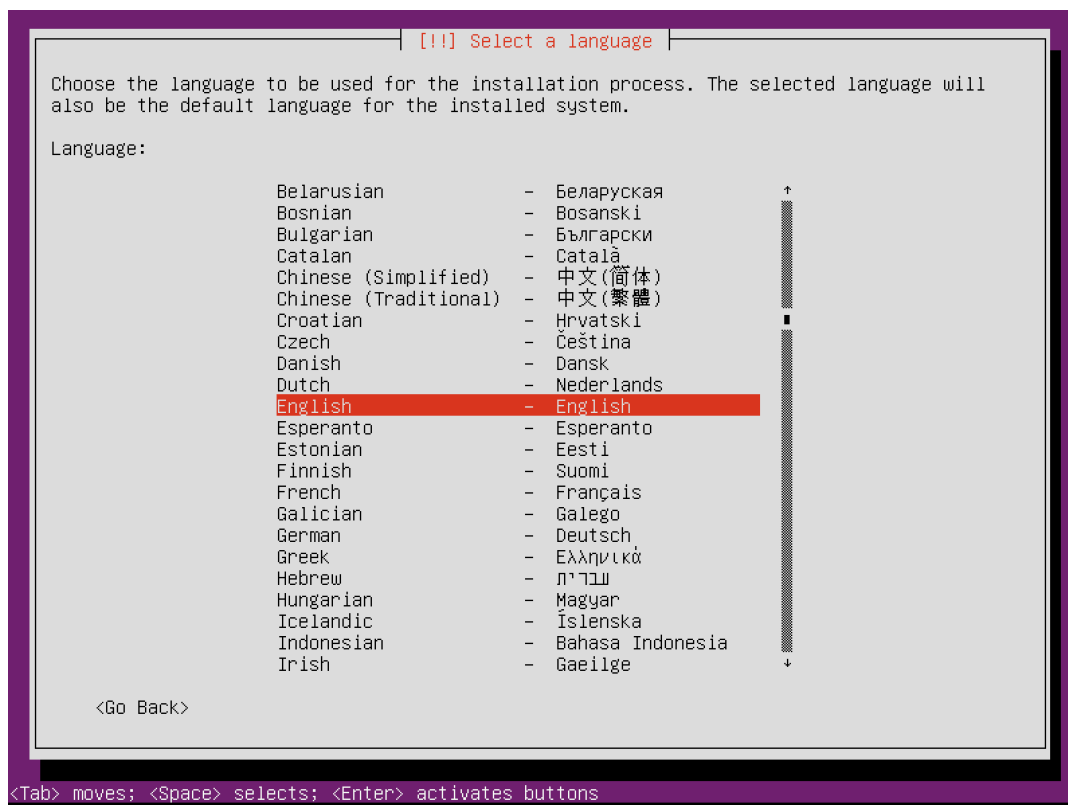 [!!] Select a language
Choose the language to be used for the installation process. The selected language will
also be the default language for the installed system.
Language:
Belarusian - Беларуская
Bosnian - Bosanski
Bulgarian - Български
Catalan - Català
Chinese (Simplified) - 中文(简体)
Chinese (Traditional) - 中文(繁體)
Croatian - Hrvatski
Czech - Čeština
Danish - Dansk
Dutch - Nederlands
English - English
Esperanto - Esperanto
Estonian - Eesti
Finnish - Suomi
French - Français
Galician - Galego
German - Deutsch
Greek - Ελληνικά
Hebrew - תירבע
Hungarian - Magyar
Icelandic - Íslenska
Indonesian - Bahasa Indonesia
Irish - Gaeilge
<Go Back>
<Tab> moves; <Space> selects; <Enter> activates buttons